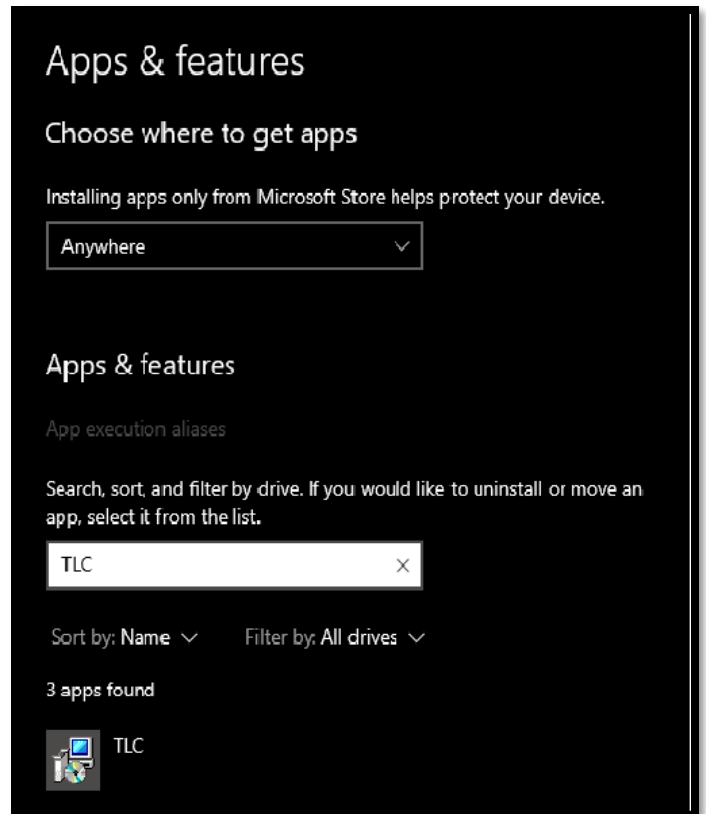 Apps & features
Choose where to get apps
Installing apps only from Microsoft Store helps protect your device.
Anywhere
Apps & features
App execution aliases
Search, sort, and filter by drive. If you would like to uninstall or move an
app, select it from the list.
TLC
Sort by: Name Filter by: All drives
3 apps found
TLC